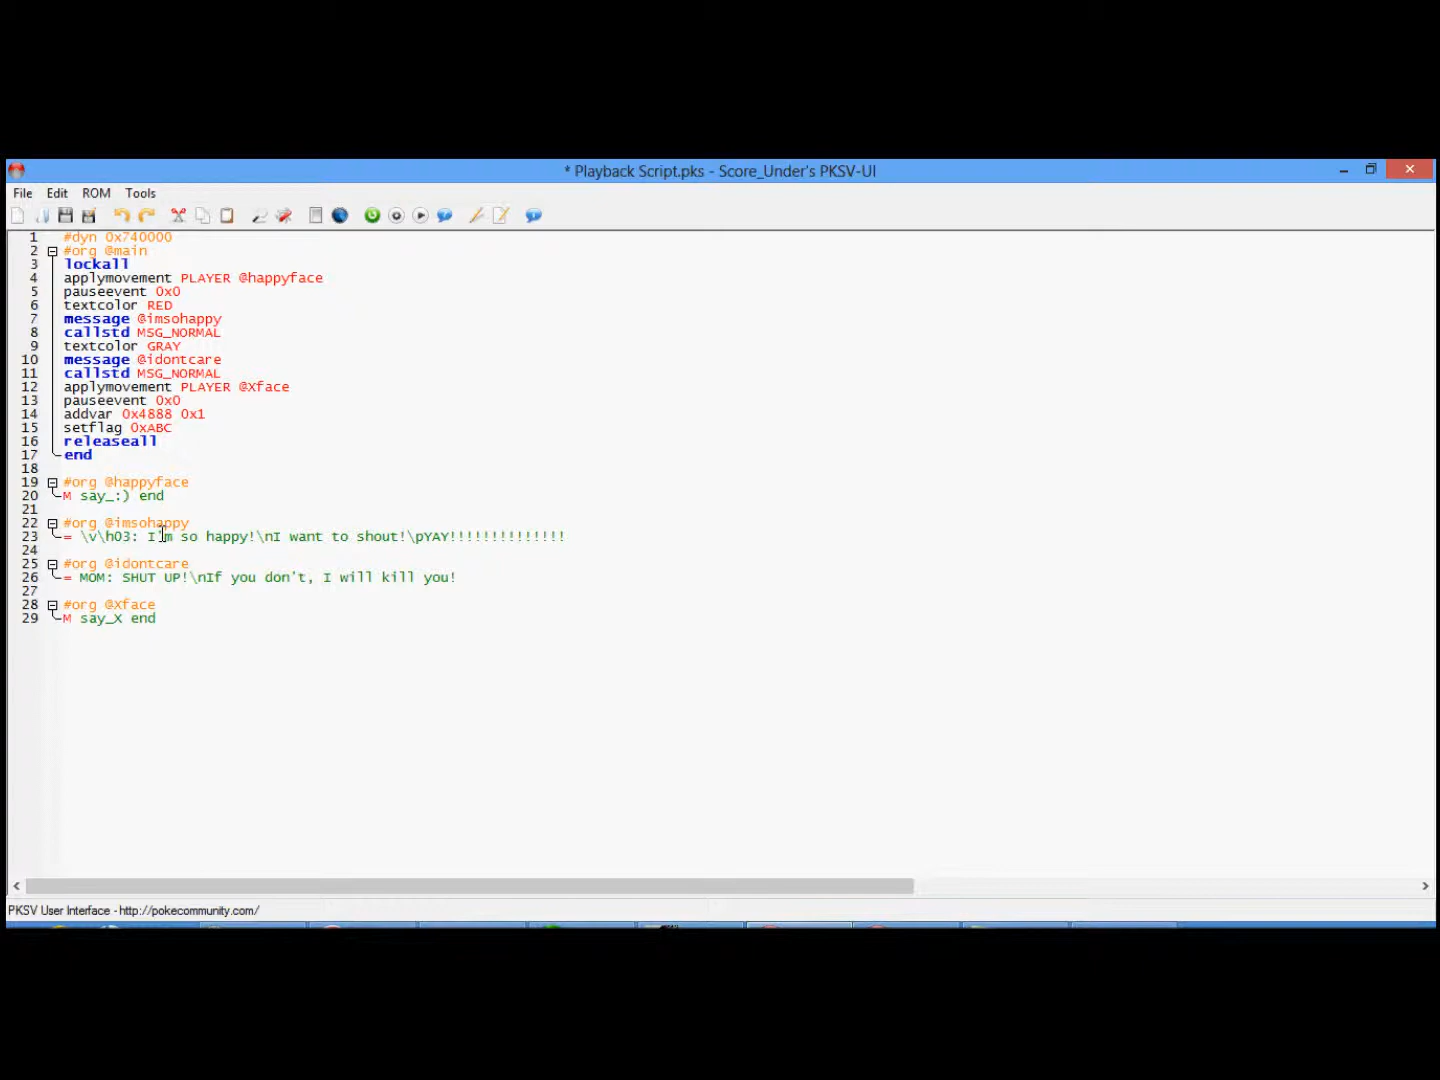 * Playback Script.pks - Score_Under's PKSV-UI
File Edit ROM Tools
1 #dyn 0x740000
2 #org @main
3 lockall
4 applymovement PLAYER @happyface
5 pauseevent 0x0
6 textcolor RED
7 message @imsohappy
8 callstd MSG_NORMAL
9 textcolor GRAY
10 message @idontcare
11 callstd MSG_NORMAL
12 applymovement PLAYER @Xface
13 pauseevent 0x0
14 addvar 0x4888 0x1
15 setflag 0xABC
16 releaseall
17 end
18
19 #org @happyface
20 M say_:) end
21
22 #org @imsohappy
23 = \v\h03: I'm so happy!\nI want to shout!\pYAY!!!!!!!!!!!!!!
24
25 #org @idontcare
26 = MOM: SHUT UP!\nIf you don't, I will kill you!
27
28 #org @Xface
29 M say_X end
PKSV User Interface - http://pokecommunity.com/